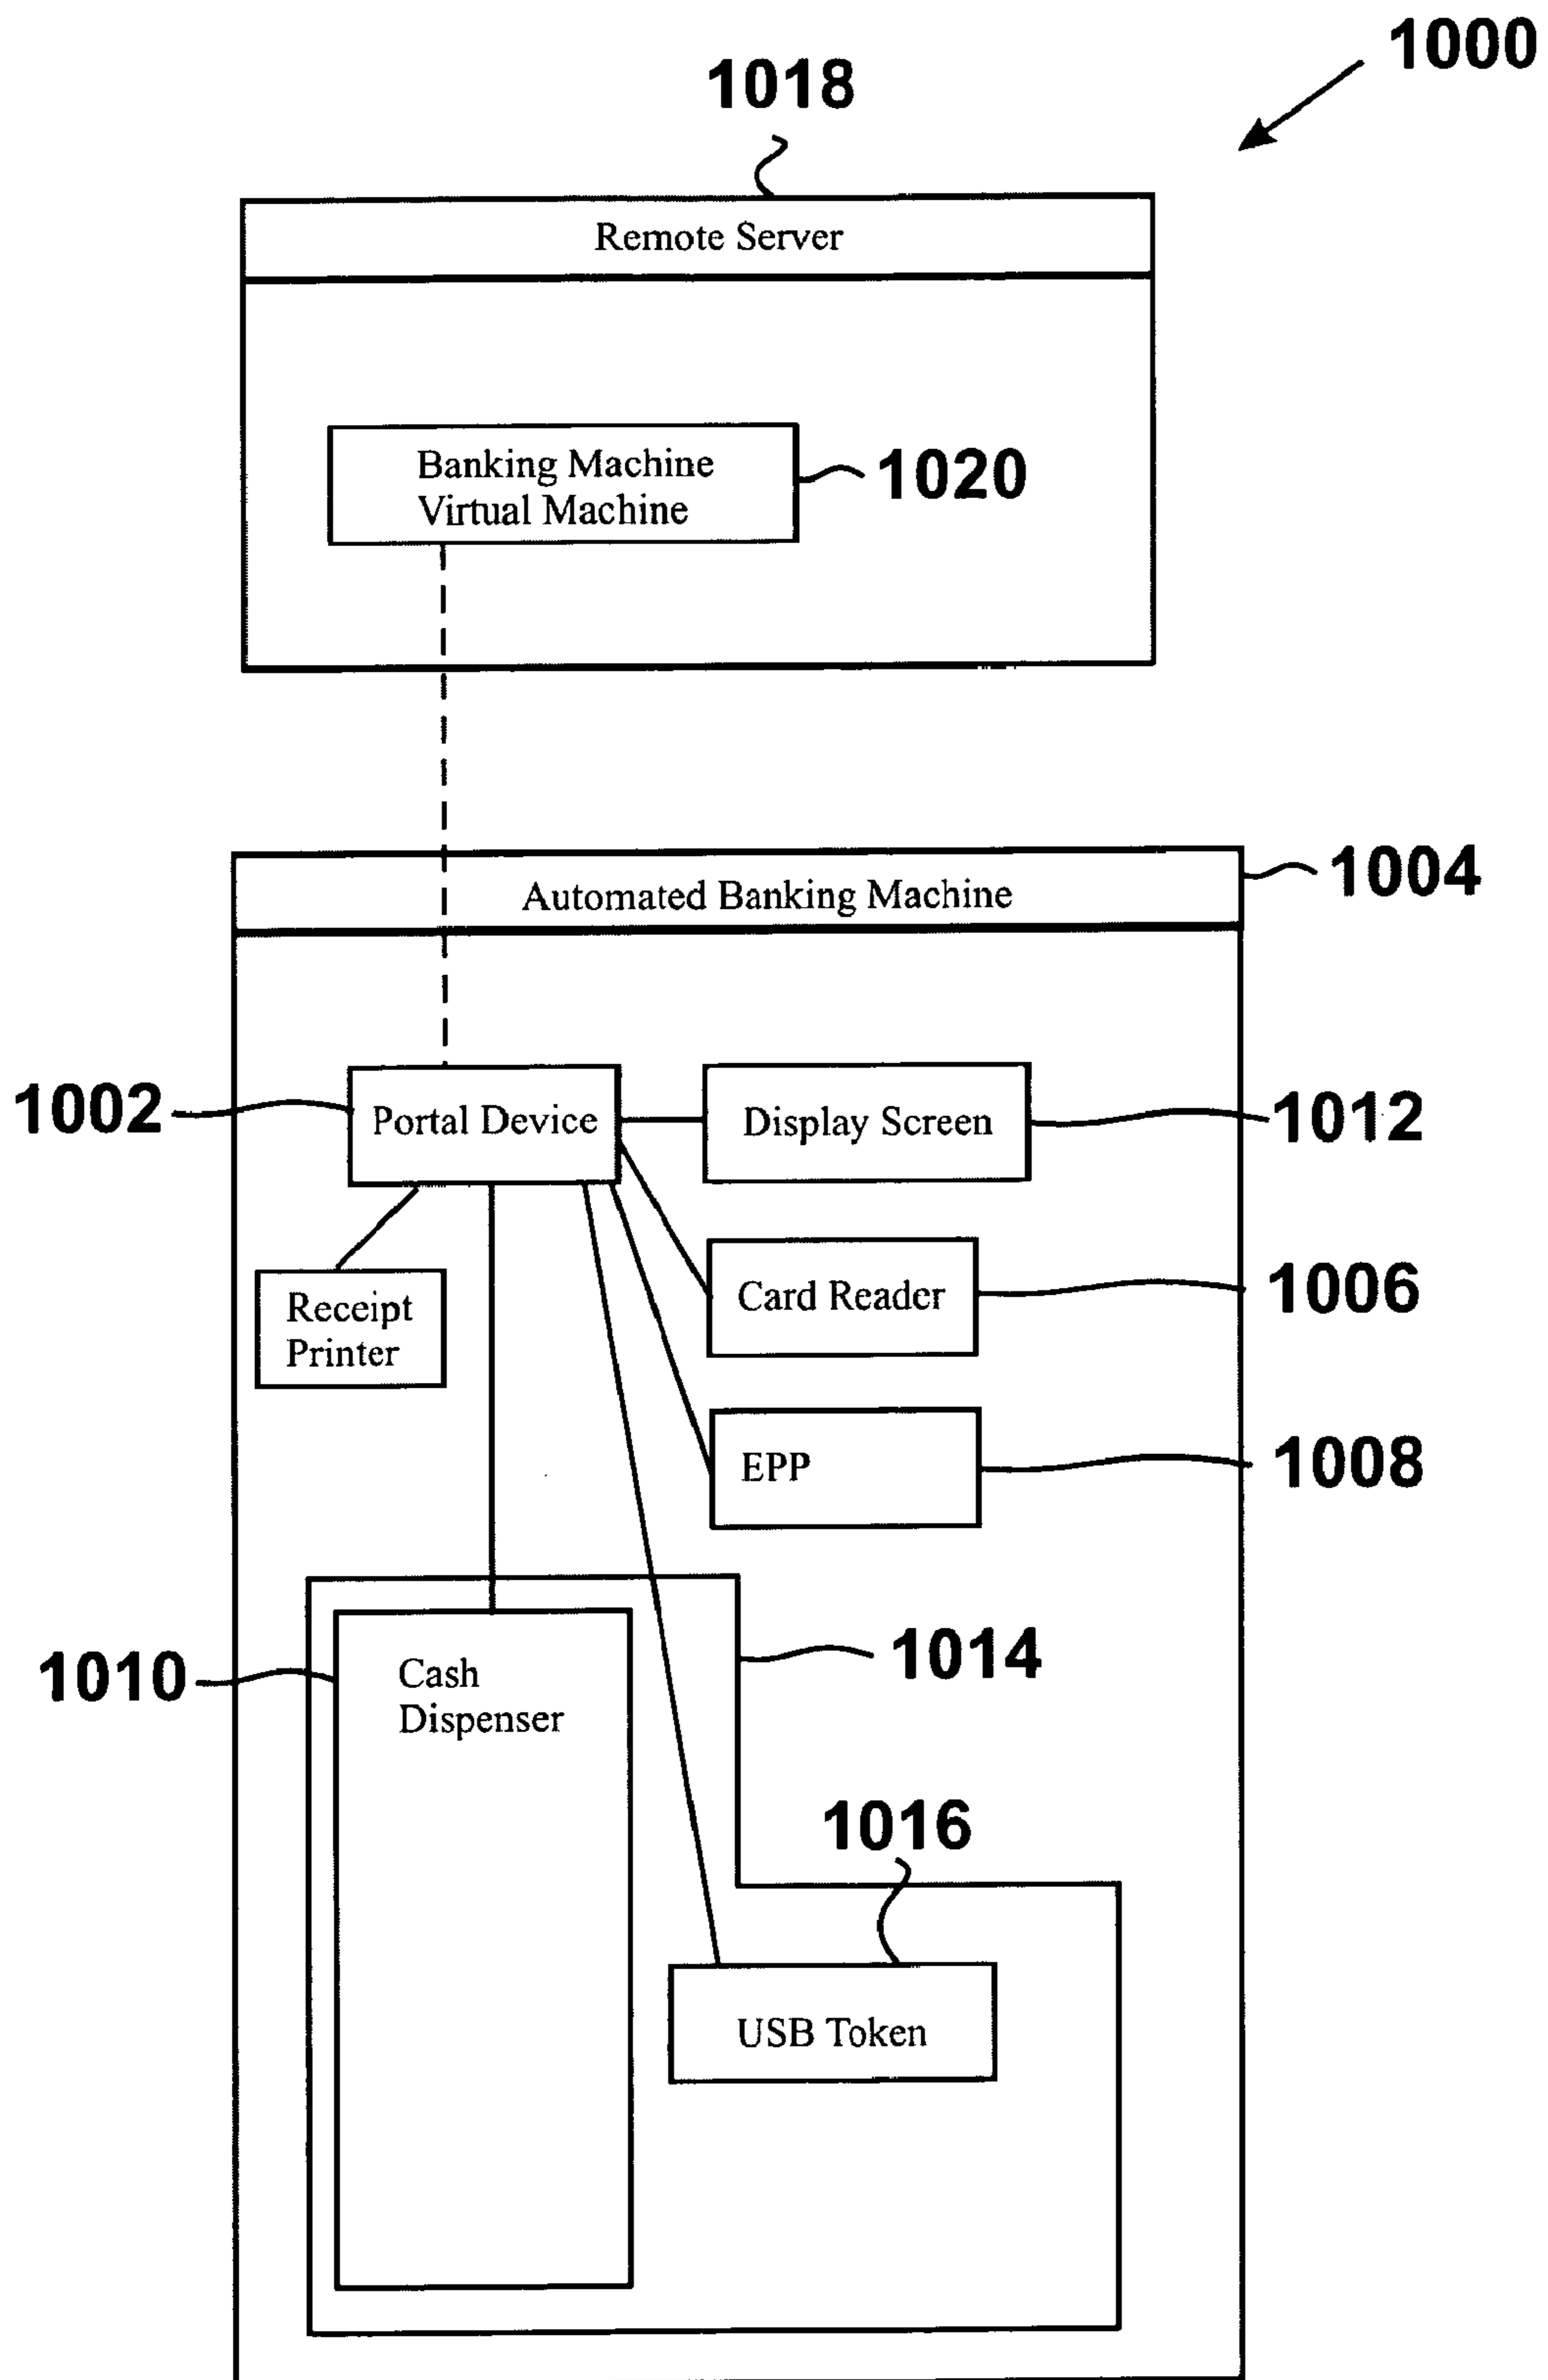 1000
1018
Remote Server
Banking Machine
Virtual Machine
1020
1004
Automated Banking Machine
1002
Portal Device
Display Screen
1012
Card Reader
1006
Receipt
Printer
EPP
1008
1010
Cash
Dispenser
1014
1016
USB Token